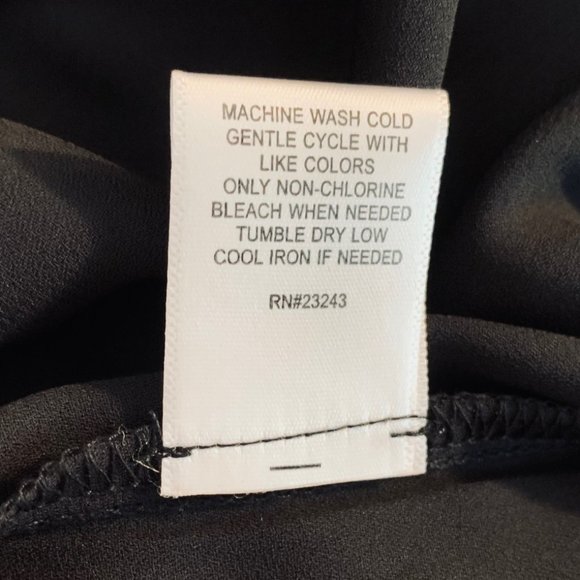 MACHINE WASH COLD
GENTLE CYCLE WITH
LIKE COLORS
ONLY NON-CHLORINE
BLEACH WHEN NEEDED
TUMBLE DRY LOW
COOL IRON IF NEEDED
RN#23243